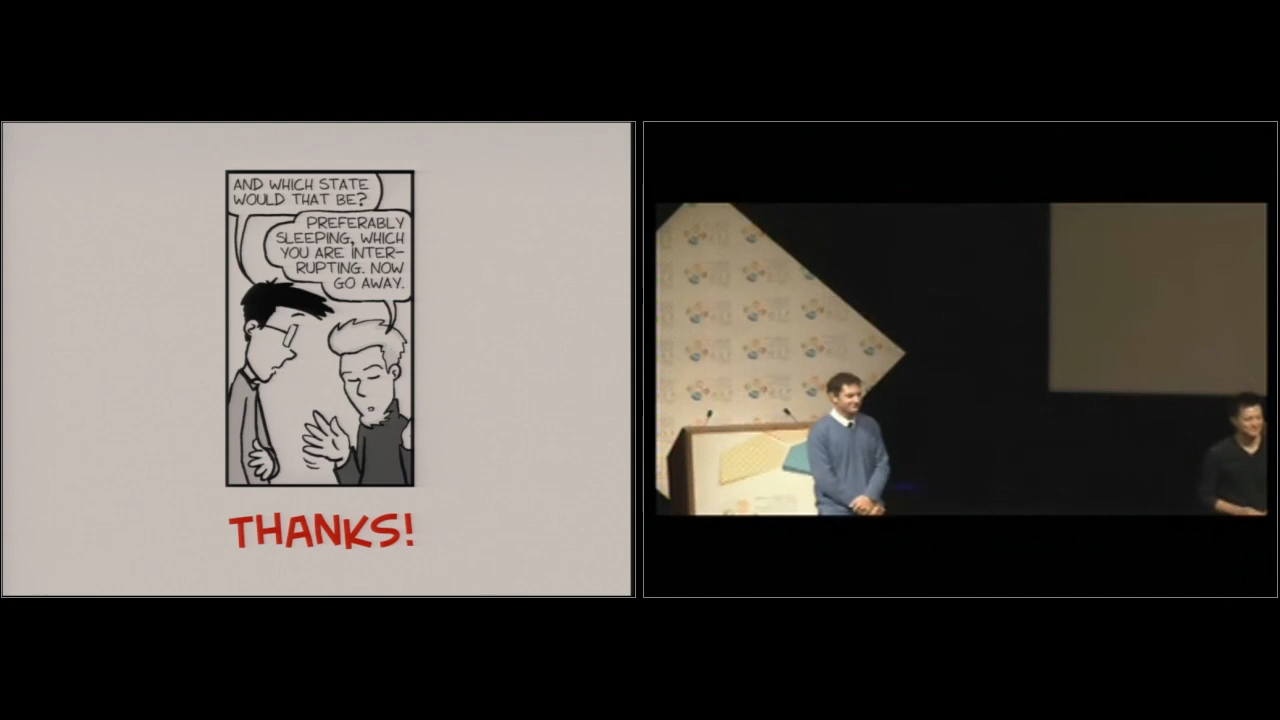 AND WHICH STATE
WOULD THAT BE?
PREFERABLY
SLEEPING, WHICH
YOU ARE INTER-
RUPTING. NOW
GO AWAY.
THANKS!